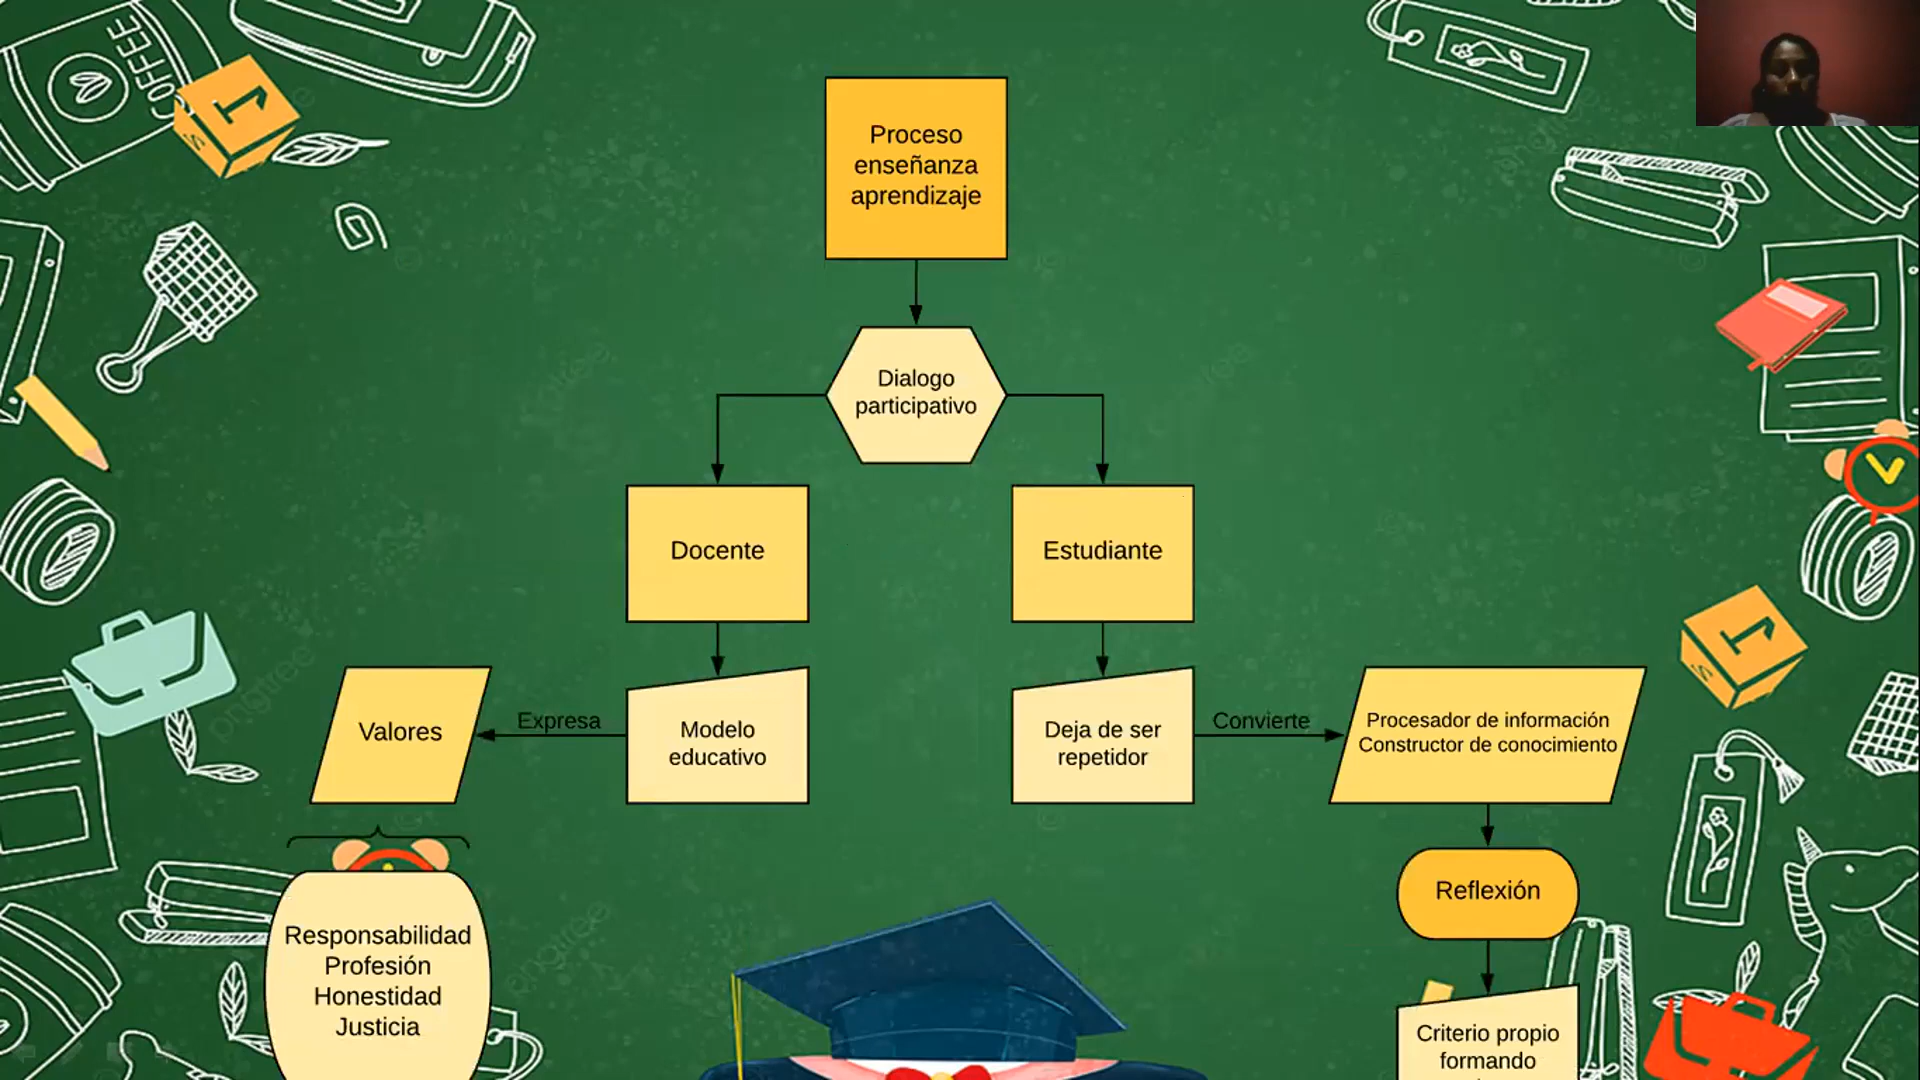 COFFEE
Proceso
enseñanza
aprendizaje
Dialogo
participativo
Docente
Estudiante
Valores
Expresa
Modelo
educativo
Deja de ser
repetidor
Convierte
Procesador de información
Constructor de conocimiento
Reflexión
Responsabilidad
Profesión
Honestidad
Justicia
Criterio propio
formando